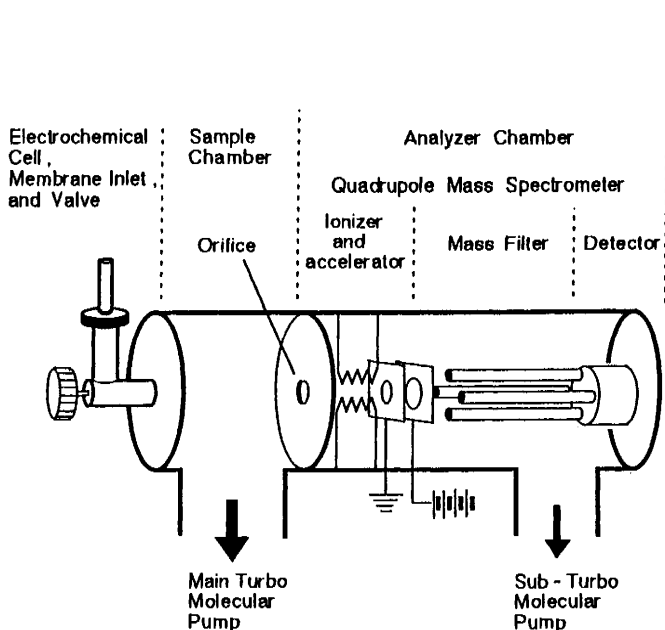 Electrochemical
Cell,
Membrane Inlet,
and Valve
Sample
Chamber
Analyzer Chamber
Quadrupole Mass Spectrometer
Ionizer
and
accelerator
Mass Filter
Detector
Orifice
Main Turbo
Molecular
Pump
Sub - Turbo
Molecular
Pump